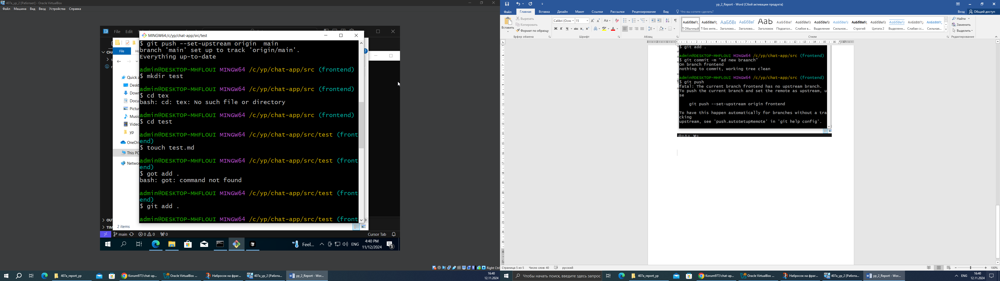 407a_yp_2 [Работает] - Oracle VirtualBox
Файл Машина Вид Ввод Устройства Справка
File Edit
MINGW64:/c/yp/chat-app/src/test
File
Quick
Deskt
Down
Docu
Pictur
Music
Video
yp
OneDri
This PC
Netwo
2 items
$ git push --set-upstream origin  main
branch 'main' set up to track 'origin/main'.
Everything up-to-date
admin@DESKTOP-MHFLOUI MINGW64 /c/yp/chat-app/src (frontend)
$ mkdir test
admin@DESKTOP-MHFLOUI MINGW64 /c/yp/chat-app/src (frontend)
$ cd tex
bash: cd: tex: No such file or directory
admin@DESKTOP-MHFLOUI MINGW64 /c/yp/chat-app/src (frontend)
$ cd test
admin@DESKTOP-MHFLOUI MINGW64 /c/yp/chat-app/src/test (front
end)
$ touch test.md
admin@DESKTOP-MHFLOUI MINGW64 /c/yp/chat-app/src/test (front
end)
$ got add .
bash: got: command not found
admin@DESKTOP-MHFLOUI MINGW64 /c/yp/chat-app/src/test (front
end)
$ git add .
admin@DESKTOP-MHFLOUI MINGW64 /c/yp/chat-app/src/test (front
main 0 0 0 Cursor Tab
Feel... ENG 4:40 PM
11/12/2024 3
Right Ctrl
407a_report_yp Korum977/chat-ap... Oracle VirtualBox ... Набросок на фраг... 407a_yp_2 [Работа... yp_2_Report - Wor...
16:40
12.11.2024
yp_2_Report - Word (Сбой активации продукта)
Файл Главная Вставка Дизайн Макет Ссылки Рассылки Рецензирование Вид Что вы хотите сделать? Вход Общий доступ
Вставить
Вырезать
Копировать
Формат по образцу
Буфер обмена
Calibri (Оснс 15
Шрифт
Абзац
¶ Обычный ¶ Без инте... Заголово... Заголово... Заголовок Подзагол... Слабое в... Выделение Сильное... Строгий Цитата 2 Выделенн... Слабая сс... Сильная...
Стили
Найти
Заменить
Выделить
Редактирование
$ git add .
admin@DESKTOP-MHFLOUI MINGW64 /c/yp/chat-app/src (frontend)
$ git commit -m "ad new braanch"
On branch frontend
nothing to commit, working tree clean
admin@DESKTOP-MHFLOUI MINGW64 /c/yp/chat-app/src (frontend)
$ git push
fatal: The current branch frontend has no upstream branch.
To push the current branch and set the remote as upstream, u
se
git push --set-upstream origin frontend
To have this happen automatically for branches without a tra
cking
upstream, see 'push.autoSetupRemote' in 'git help config'.
Страница 5 из 5 Число слов: 40 русский 100%
Чтобы начать поиск, введите здесь запрос 407a_report_yp Korum977/chat-ap... Oracle VirtualBox ... Набросок на фраг... 407a_yp_2 [Работа... yp_2_Report - Wor...
ENG 16:40
12.11.2024